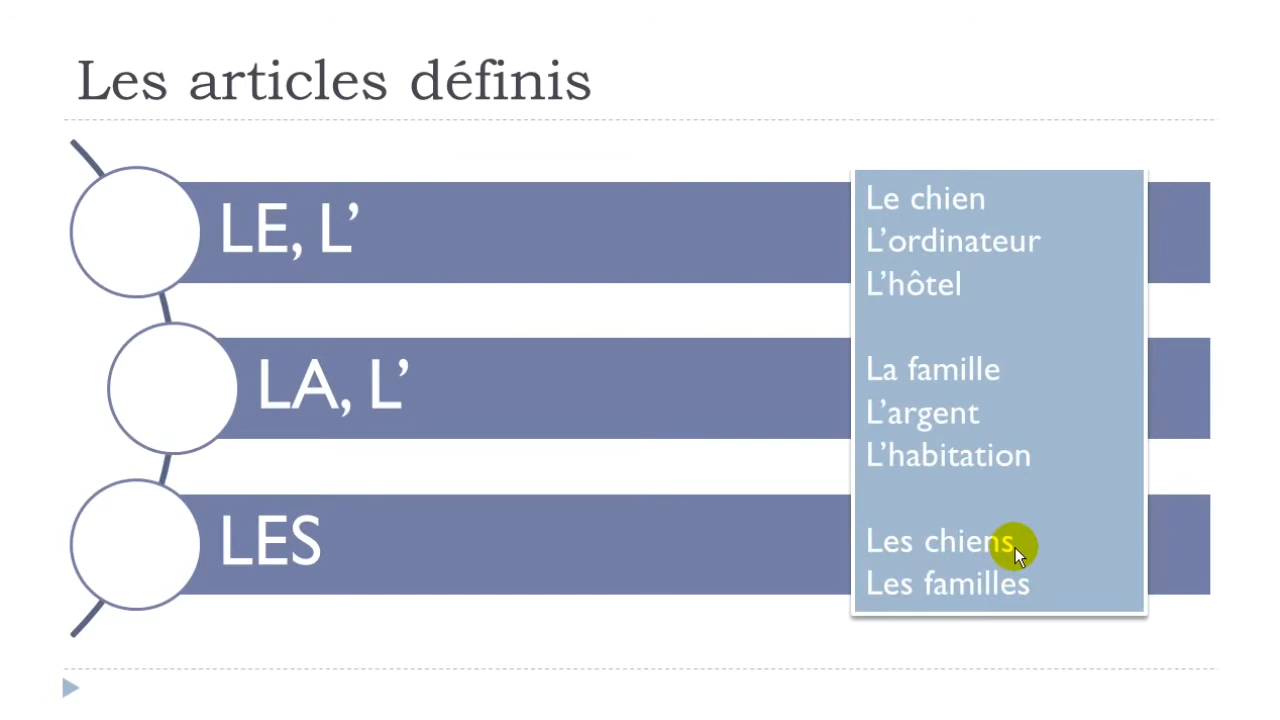 Les articles définis
LE, L’
LA, L’
LES
Le chien
L’ordinateur
L’hôtel
La famille
L’argent
L’habitation
Les chiens
Les familles